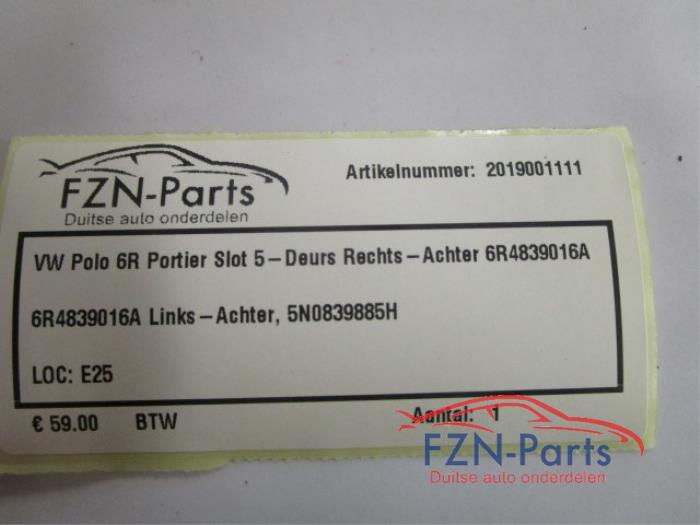 FZN-Parts
Duitse auto onderdelen
Artikelnummer: 2019001111
VW Polo 6R Portier Slot 5-Deurs Rechts-Achter 6R4839016A
6R4839016A Links-Achter, 5N0839885H
LOC: E25
€ 59.00 BTW Aantal: 1
FZN-Parts
Duitse auto onderdelen